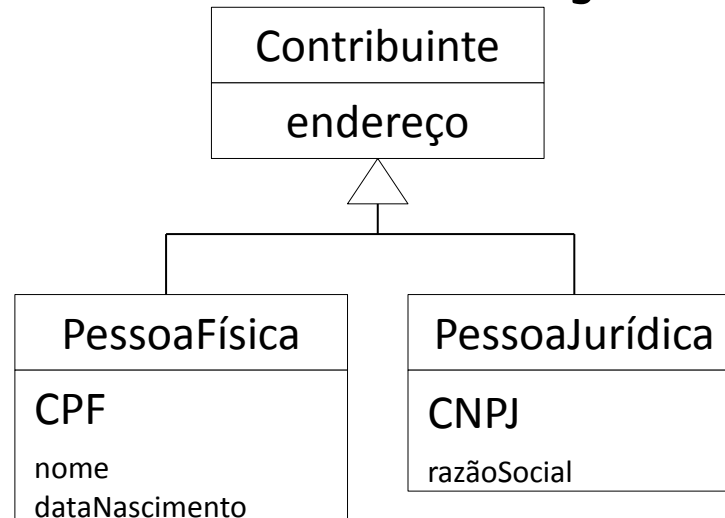 Contribuinte
endereço
PessoaFísica
CPF
nome
dataNascimento
PessoaJurídica
CNPJ
razãoSocial